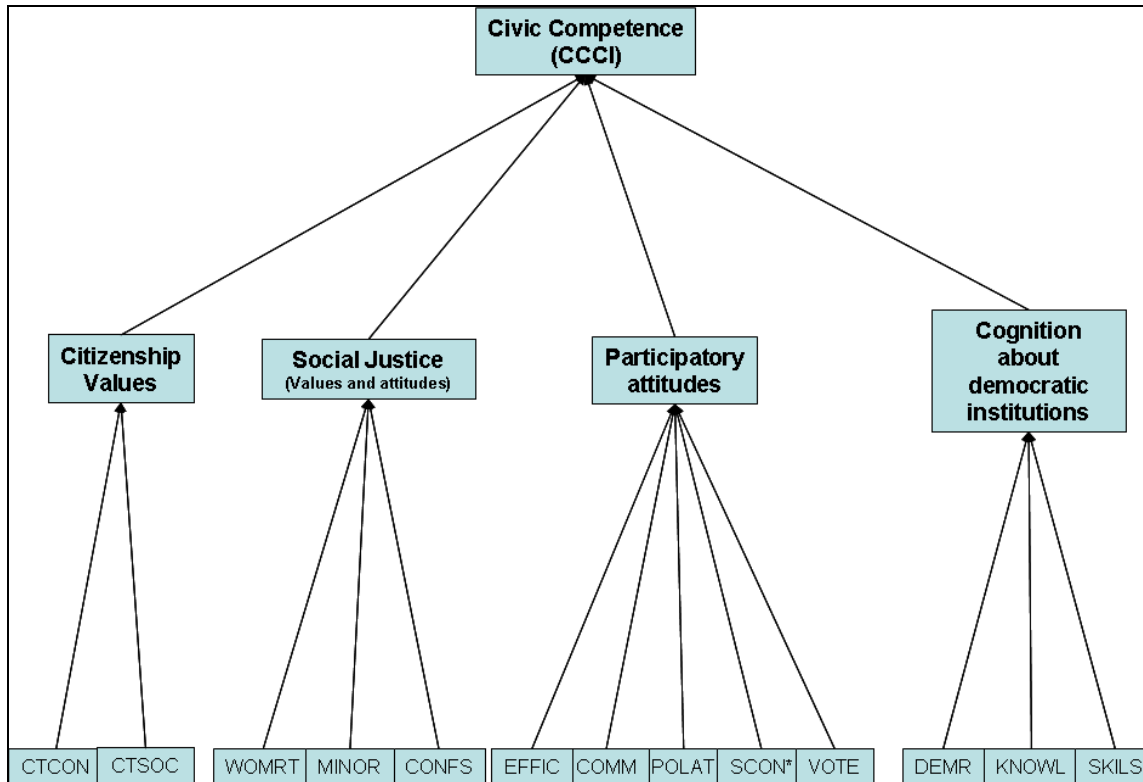 Civic Competence
(CCCI)
Citizenship
Values
Social Justice
(Values and attitudes)
Participatory
attitudes
Cognition
about
democratic
institutions
CTCON
CTSOC
WOMRT
MINOR
CONFS
EFFIC
COMM
POLAT
SCON*
VOTE
DEMR
KNOWL
SKILS